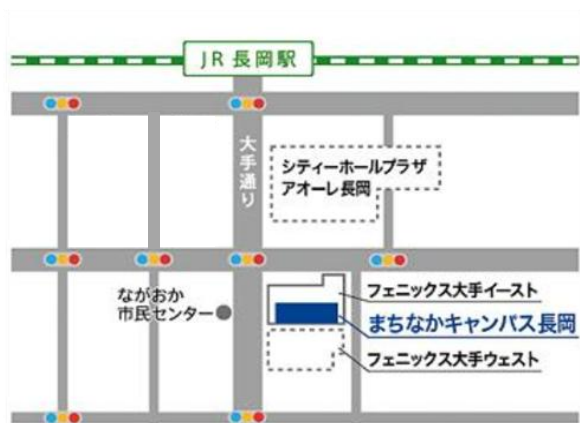 JR 長岡駅
大手通り
シティーホールプラザ
アオーレ長岡
ながおか
市民センター
フェニックス大手イースト
まちなかキャンパス長岡
フェニックス大手ウェスト